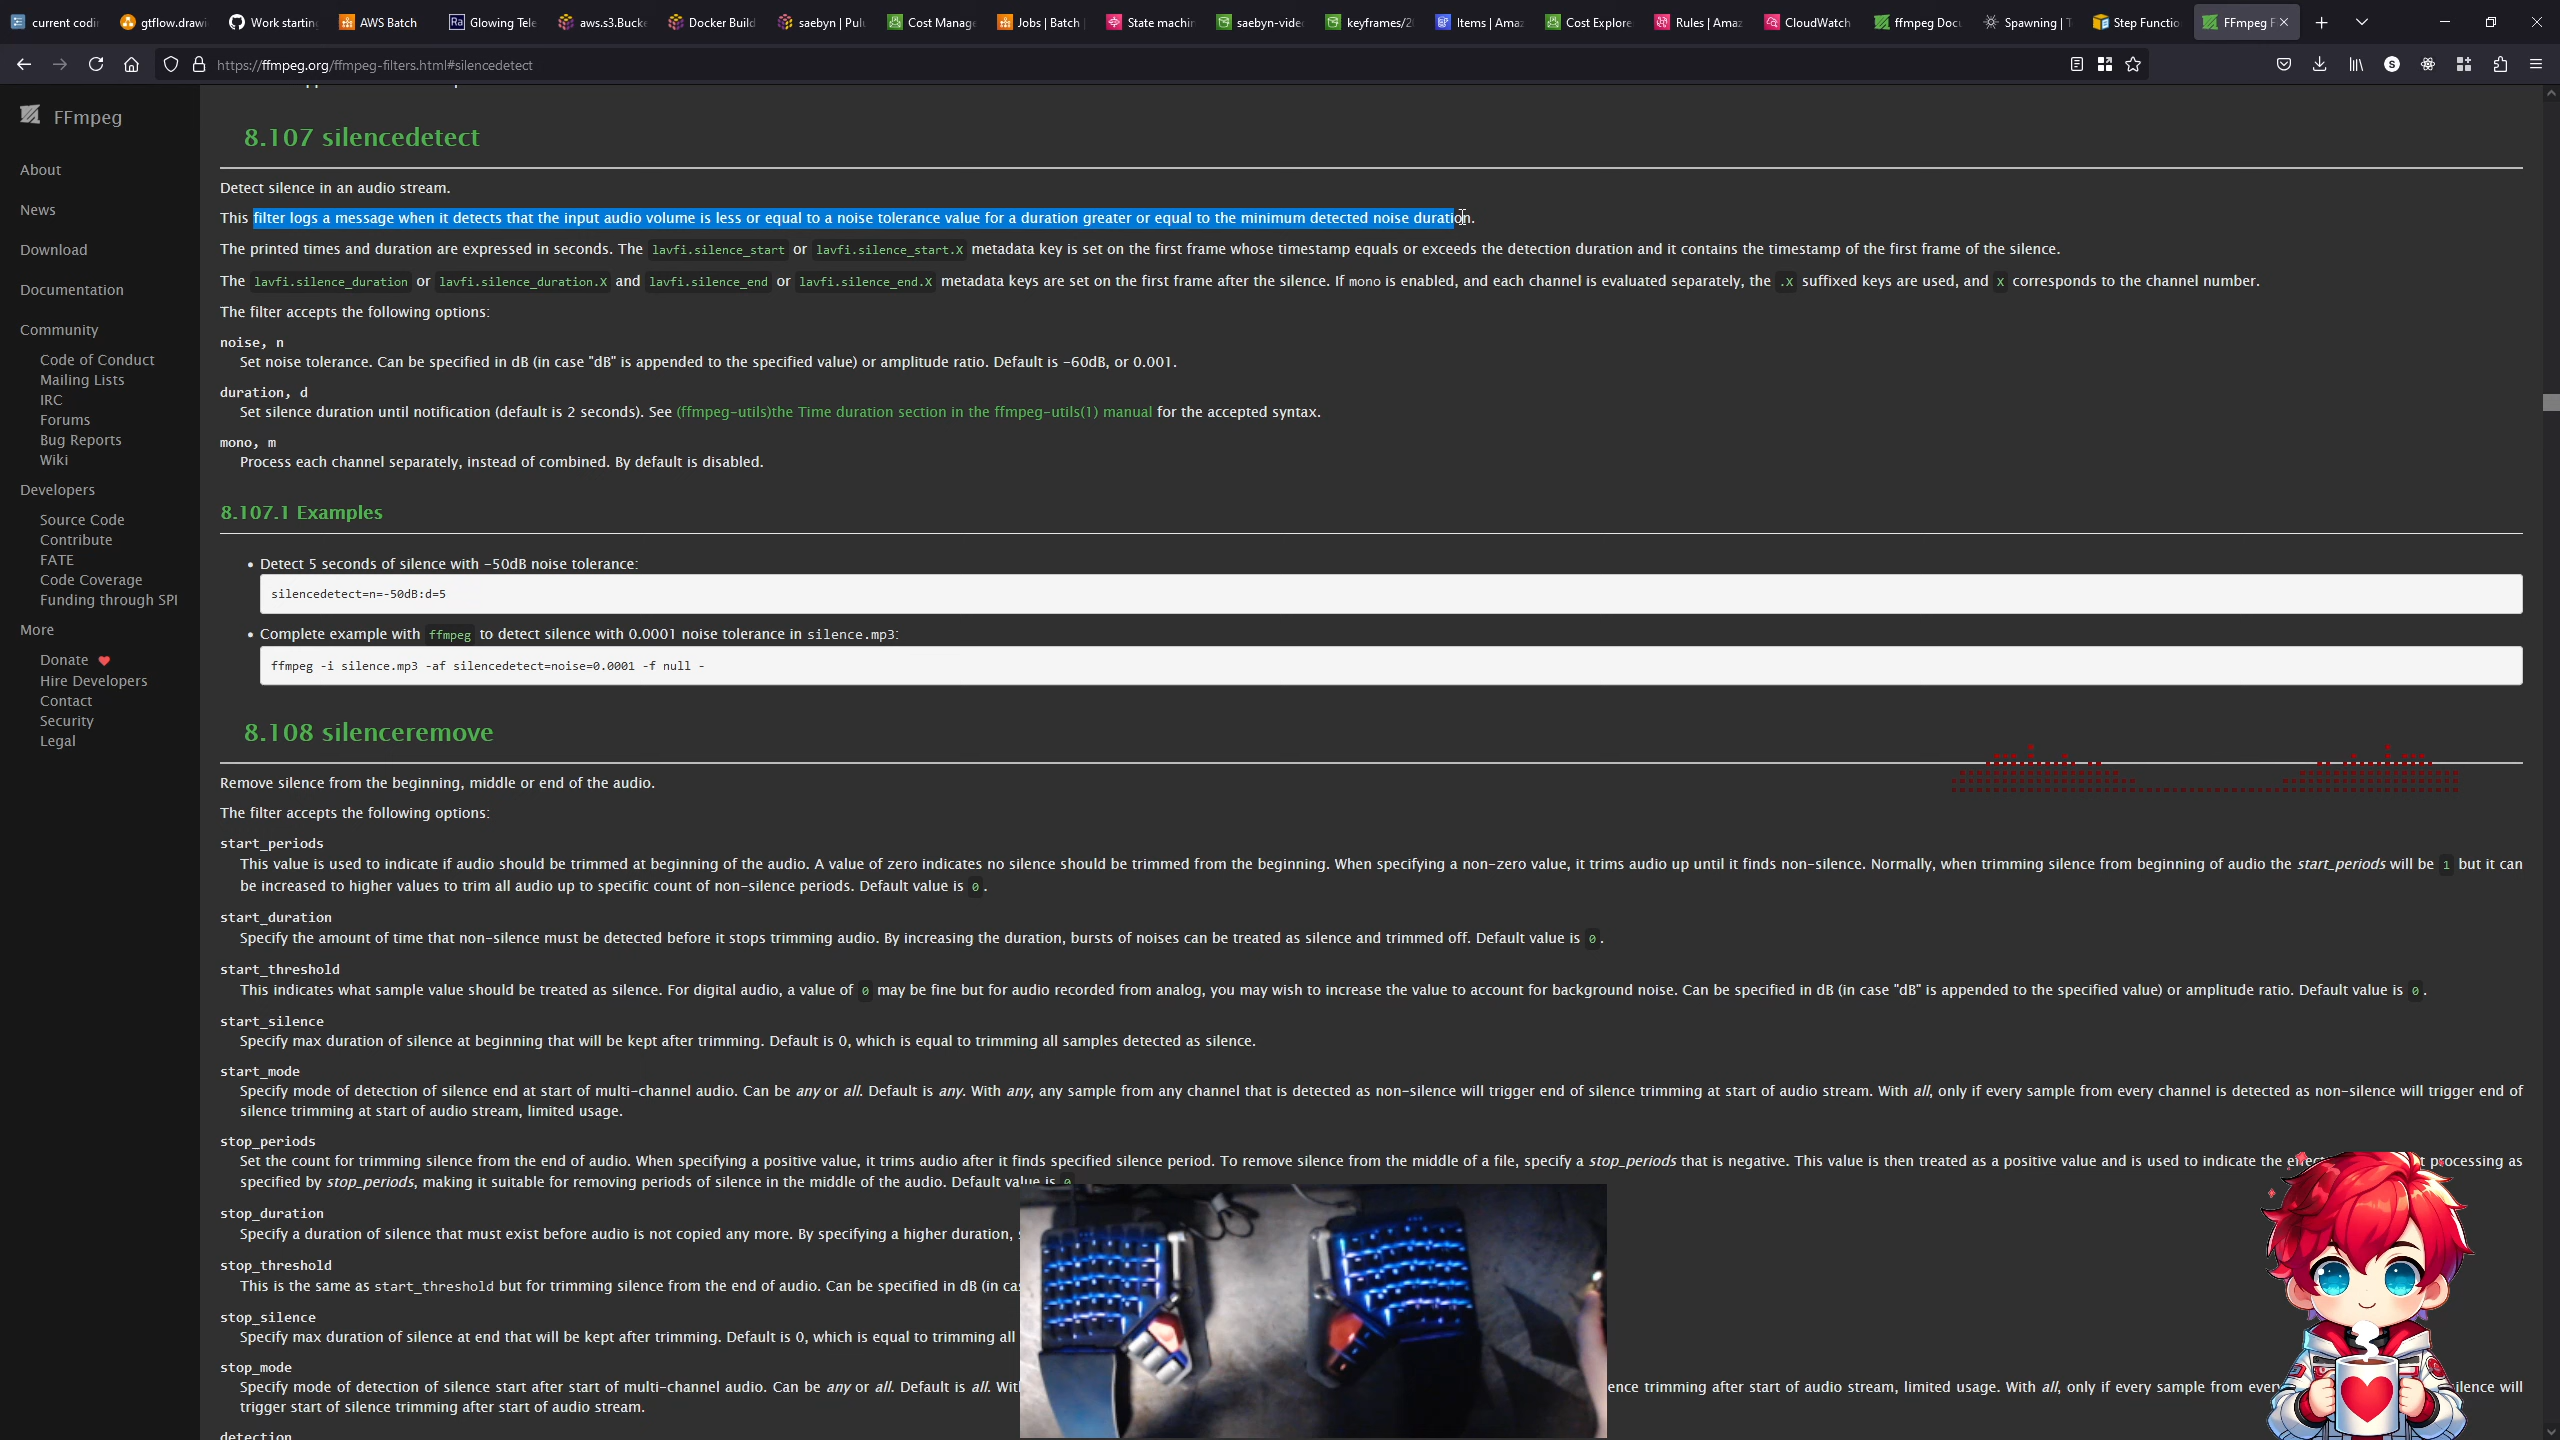 current codi
gtflow.drawi
Work startin
AWS Batch
Glowing Tele
aws.s3.Bucke
Docker Build
saebyn | Pul
Cost Manage
Jobs | Batch
State machin
saebyn-vide
keyframes/2
Items | Amaz
Cost Explore
Rules | Amaz
CloudWatch
ffmpeg Doc
Spawning | T
Step Functio
FFmpeg F
https://ffmpeg.org/ffmpeg-filters.html#silencedetect
FFmpeg
About
News
Download
Documentation
Community
Code of Conduct
Mailing Lists
IRC
Forums
Bug Reports
Wiki
Developers
Source Code
Contribute
FATE
Code Coverage
Funding through SPI
More
Donate
Hire Developers
Contact
Security
Legal
8.107 silencedetect
Detect silence in an audio stream.
This filter logs a message when it detects that the input audio volume is less or equal to a noise tolerance value for a duration greater or equal to the minimum detected noise duration.
The printed times and duration are expressed in seconds. The lavfi.silence_start or lavfi.silence_start.X metadata key is set on the first frame whose timestamp equals or exceeds the detection duration and it contains the timestamp of the first frame of the silence.
The lavfi.silence_duration or lavfi.silence_duration.X and lavfi.silence_end or lavfi.silence_end.X metadata keys are set on the first frame after the silence. If mono is enabled, and each channel is evaluated separately, the .X suffixed keys are used, and X corresponds to the channel number.
The filter accepts the following options:
noise, n
Set noise tolerance. Can be specified in dB (in case "dB" is appended to the specified value) or amplitude ratio. Default is -60dB, or 0.001.
duration, d
Set silence duration until notification (default is 2 seconds). See (ffmpeg-utils)the Time duration section in the ffmpeg-utils(1) manual for the accepted syntax.
mono, m
Process each channel separately, instead of combined. By default is disabled.
8.107.1 Examples
• Detect 5 seconds of silence with -50dB noise tolerance:
silencedetect=n=-50dB:d=5
• Complete example with ffmpeg to detect silence with 0.0001 noise tolerance in silence.mp3:
ffmpeg -i silence.mp3 -af silencedetect=noise=0.0001 -f null -
8.108 silenceremove
Remove silence from the beginning, middle or end of the audio.
The filter accepts the following options:
start_periods
This value is used to indicate if audio should be trimmed at beginning of the audio. A value of zero indicates no silence should be trimmed from the beginning. When specifying a non-zero value, it trims audio up until it finds non-silence. Normally, when trimming silence from beginning of audio the start_periods will be 1 but it can
be increased to higher values to trim all audio up to specific count of non-silence periods. Default value is 0.
start_duration
Specify the amount of time that non-silence must be detected before it stops trimming audio. By increasing the duration, bursts of noises can be treated as silence and trimmed off. Default value is 0.
start_threshold
This indicates what sample value should be treated as silence. For digital audio, a value of 0 may be fine but for audio recorded from analog, you may wish to increase the value to account for background noise. Can be specified in dB (in case "dB" is appended to the specified value) or amplitude ratio. Default value is 0.
start_silence
Specify max duration of silence at beginning that will be kept after trimming. Default is 0, which is equal to trimming all samples detected as silence.
start_mode
Specify mode of detection of silence end at start of multi-channel audio. Can be any or all. Default is any. With any, any sample from any channel that is detected as non-silence will trigger end of silence trimming at start of audio stream. With all, only if every sample from every channel is detected as non-silence will trigger end of
silence trimming at start of audio stream, limited usage.
stop_periods
Set the count for trimming silence from the end of audio. When specifying a positive value, it trims audio after it finds specified silence period. To remove silence from the middle of a file, specify a stop_periods that is negative. This value is then treated as a positive value and is used to indicate the effect t processing as
specified by stop_periods, making it suitable for removing periods of silence in the middle of the audio. Default value is 0
stop_duration
Specify a duration of silence that must exist before audio is not copied any more. By specifying a higher duration,
stop_threshold
This is the same as start_threshold but for trimming silence from the end of audio. Can be specified in dB (in cas
stop_silence
Specify max duration of silence at end that will be kept after trimming. Default is 0, which is equal to trimming all
stop_mode
Specify mode of detection of silence start after start of multi-channel audio. Can be any or all. Default is all. Wit ence trimming after start of audio stream, limited usage. With all, only if every sample from ever ilence will
trigger start of silence trimming after start of audio stream.
detection